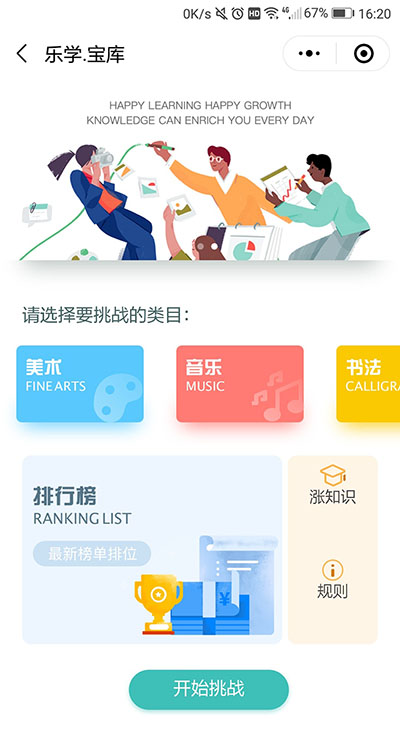 0K/s HD 4G 67% 16:20
乐学.宝库
HAPPY LEARNING HAPPY GROWTH
KNOWLEDGE CAN ENRICH YOU EVERY DAY
请选择要挑战的类目:
美术
FINE ARTS
音乐
MUSIC
书法
CALLIGRA
排行榜
RANKING LIST
最新榜单排位
涨知识
规则
开始挑战